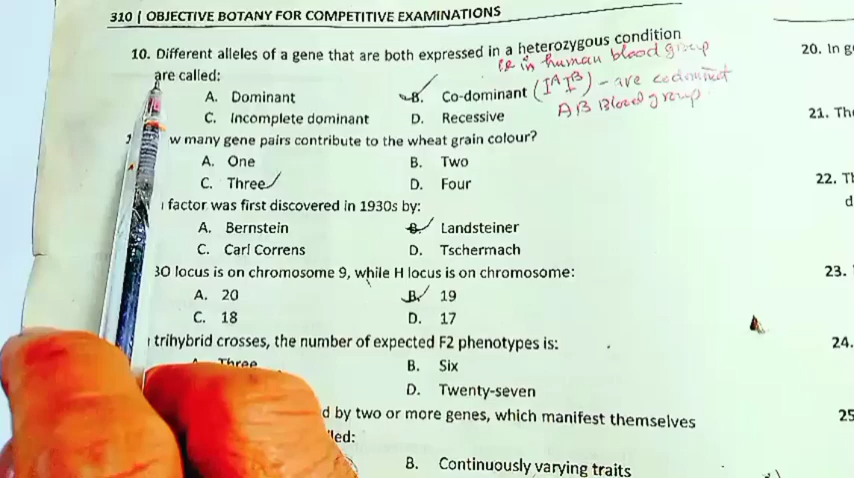 310 | OBJECTIVE BOTANY FOR COMPETITIVE EXAMINATIONS
10. Different alleles of a gene that are both expressed in a heterozygous condition
are called:
ie in human blood group
A. Dominant B. Co-dominant (IᴬIᴮ) - are codominant
AB Blood group.
C. Incomplete dominant D. Recessive
w many gene pairs contribute to the wheat grain colour?
A. One B. Two
C. Three D. Four
factor was first discovered in 1930s by:
A. Bernstein B. Landsteiner
C. Carl Correns D. Tschermach
BO locus is on chromosome 9, while H locus is on chromosome:
A. 20 B. 19
C. 18 D. 17
trihybrid crosses, the number of expected F2 phenotypes is:
A. Three B. Six
D. Twenty-seven
d by two or more genes, which manifest themselves
led:
B. Continuously varying traits
20. In g
21. Th
22. Th
d
23.
24.
25